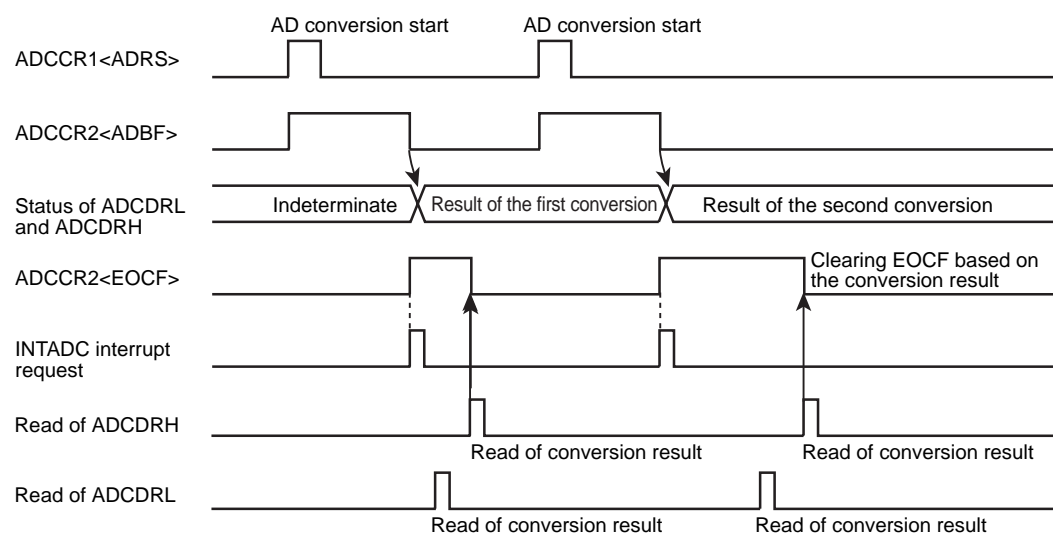 AD conversion start
AD conversion start
ADCCR1<ADRS>
ADCCR2<ADBF>
Status of ADCDRL
and ADCDRH
Indeterminate
Result of the first conversion
Result of the second conversion
ADCCR2<EOCF>
Clearing EOCF based on
the conversion result
INTADC interrupt
request
Read of ADCDRH
Read of conversion result
Read of conversion result
Read of ADCDRL
Read of conversion result
Read of conversion result